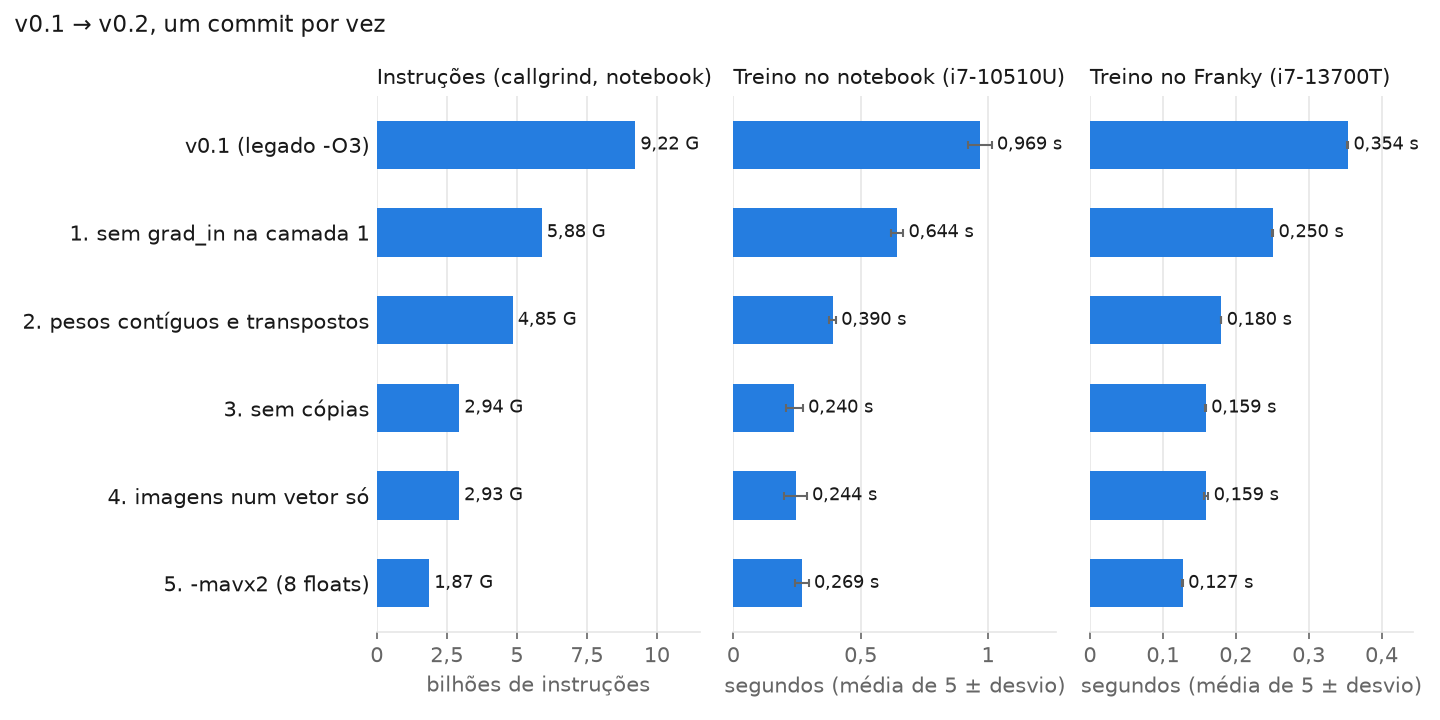 v0.1 → v0.2, um commit por vez
Instruções (callgrind, notebook)
Treino no notebook (i7-10510U)
Treino no Franky (i7-13700T)
v0.1 (legado -O3)
9,22 G
0,969 s
0,354 s
1. sem grad_in na camada 1
5,88 G
0,644 s
0,250 s
2. pesos contíguos e transpostos
4,85 G
0,390 s
0,180 s
3. sem cópias
2,94 G
0,240 s
0,159 s
4. imagens num vetor só
2,93 G
0,244 s
0,159 s
5. -mavx2 (8 floats)
1,87 G
0,269 s
0,127 s
0 2,5 5 7,5 10
0 0,5 1
0 0,1 0,2 0,3 0,4
bilhões de instruções
segundos (média de 5 ± desvio)
segundos (média de 5 ± desvio)